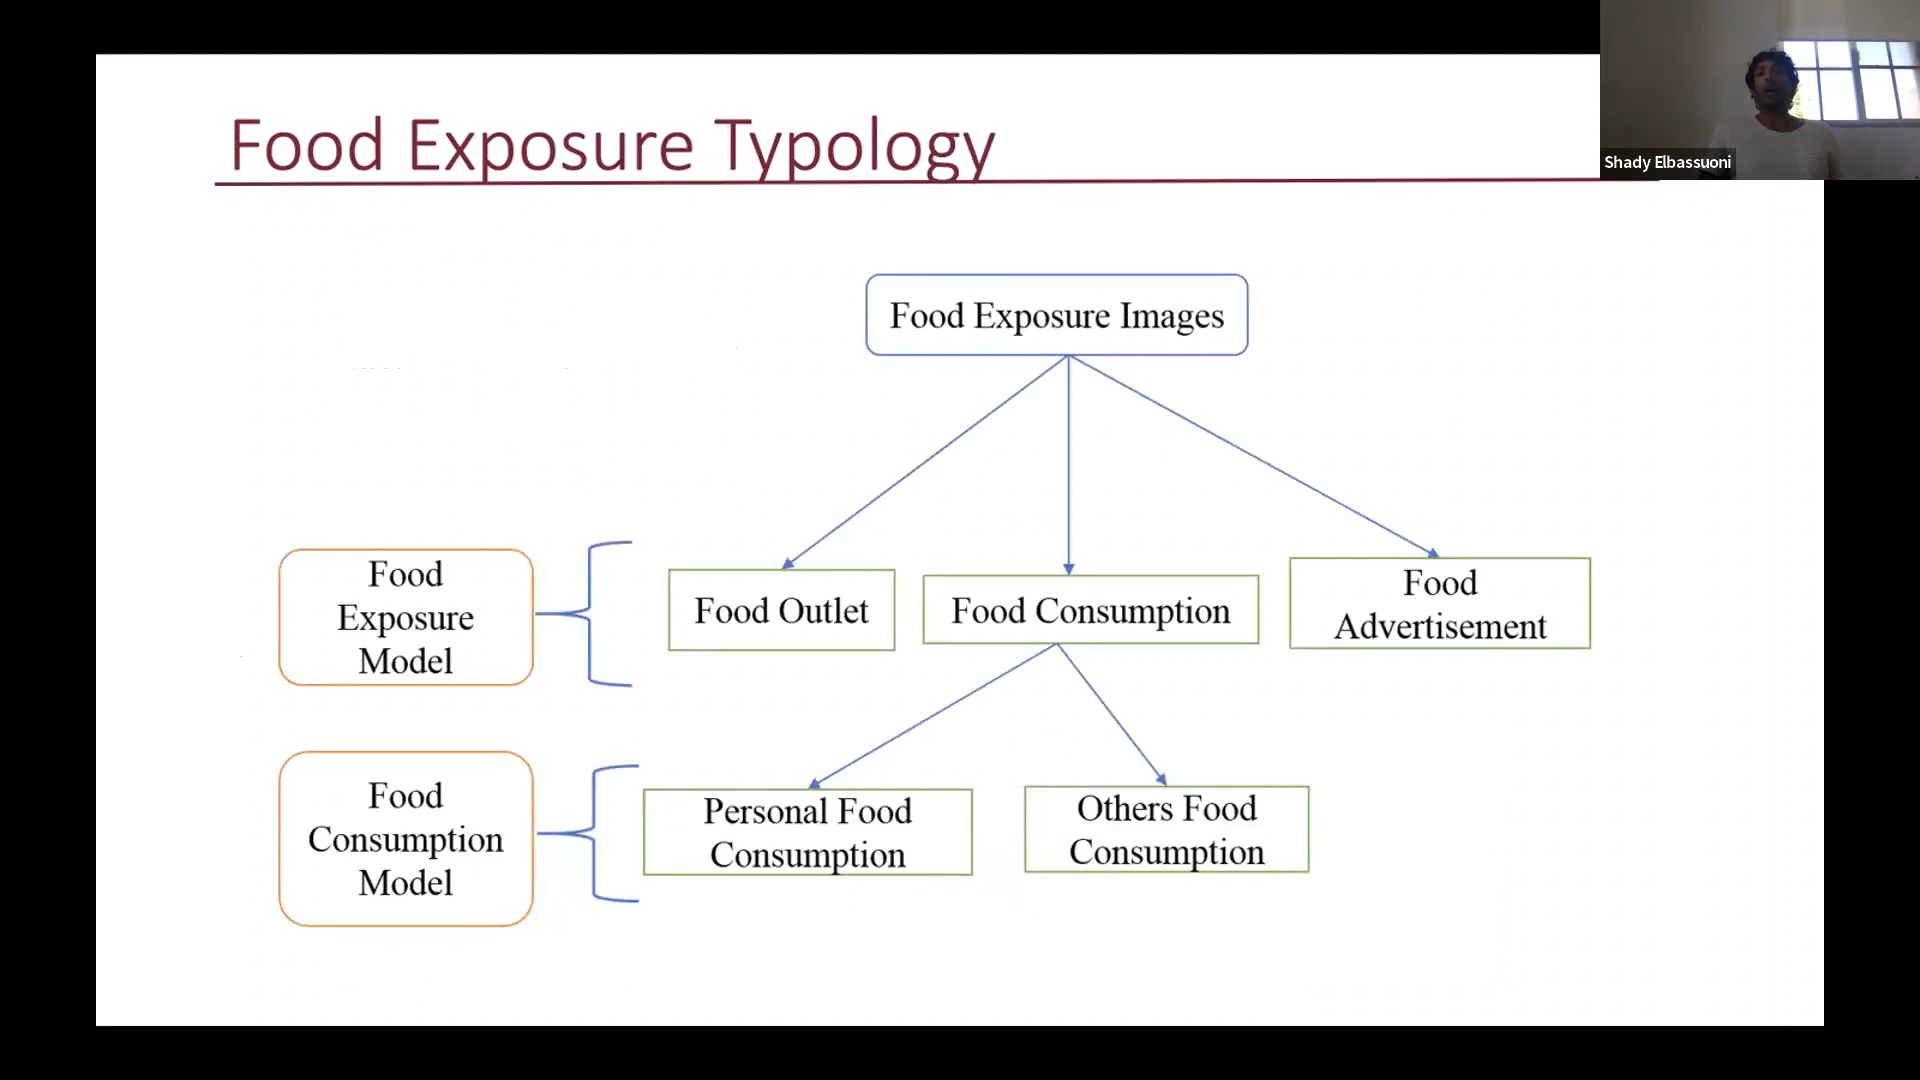 Food Exposure Typology
Shady Elbassuoni
Food Exposure Images
Food
Exposure
Model
Food Outlet
Food Consumption
Food
Advertisement
Food
Consumption
Model
Personal Food
Consumption
Others Food
Consumption